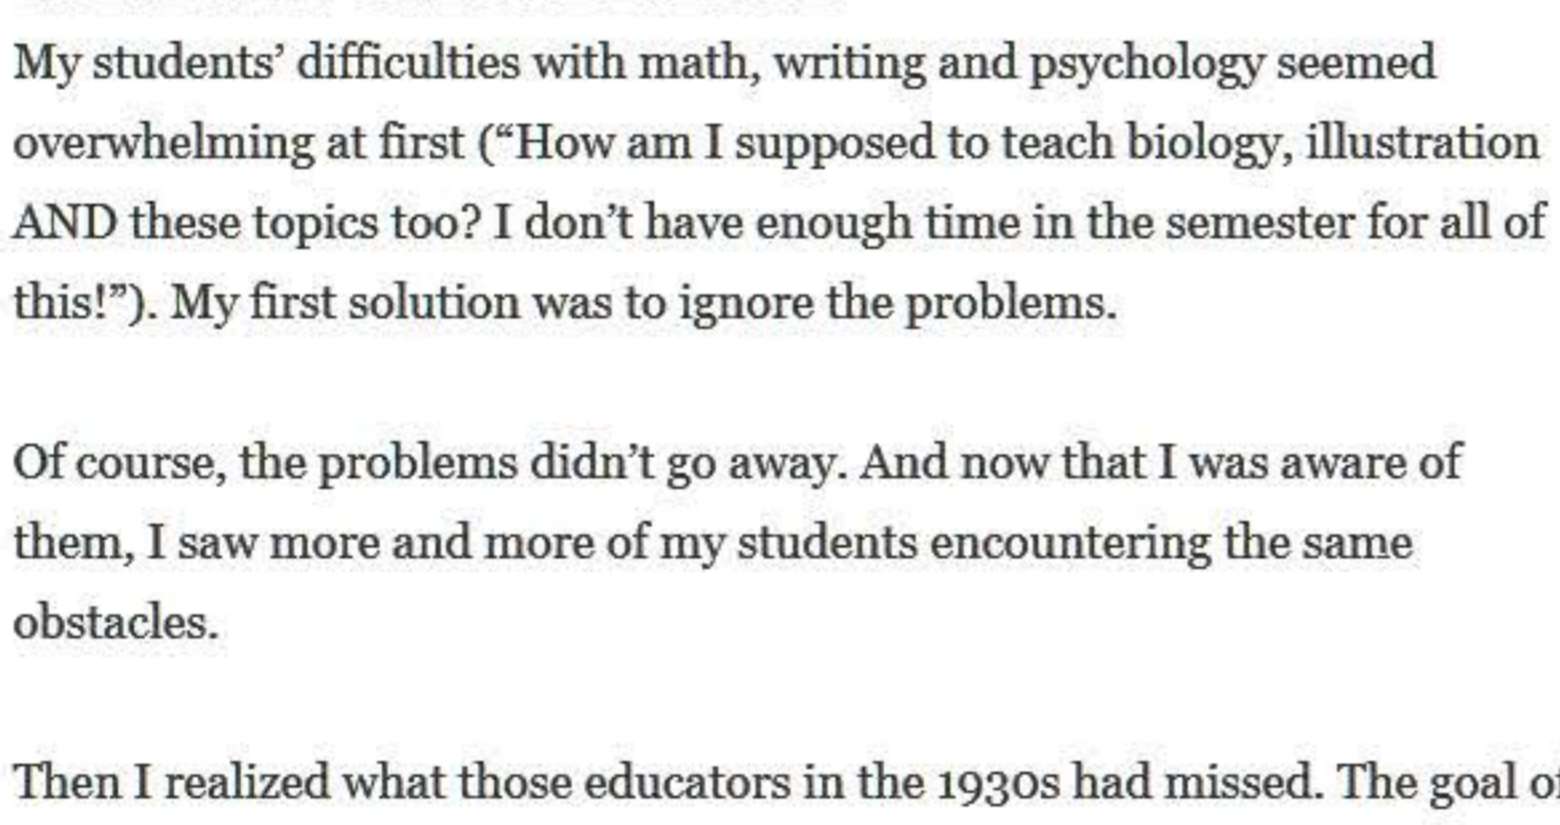 My students’ difficulties with math, writing and psychology seemed
overwhelming at first (“How am I supposed to teach biology, illustration
AND these topics too? I don’t have enough time in the semester for all of
this!”). My first solution was to ignore the problems.
Of course, the problems didn’t go away. And now that I was aware of
them, I saw more and more of my students encountering the same
obstacles.
Then I realized what those educators in the 1930s had missed. The goal of